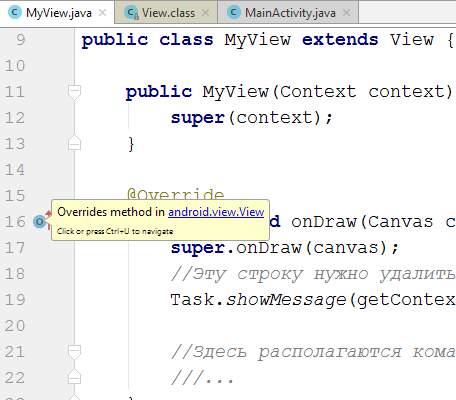 MyView.java View.class MainActivity.java
9 public class MyView extends View {
10
11 public MyView(Context context)
12 super(context);
13 }
14
15 @Override
Overrides method in android.view.View
Click or press Ctrl+U to navigate
16 d onDraw(Canvas c
17 super.onDraw(canvas);
18 //Эту строку нужно удалить
19 Task.showMessage(getContex
20
21 //Здесь располагаются кома
22 ///...